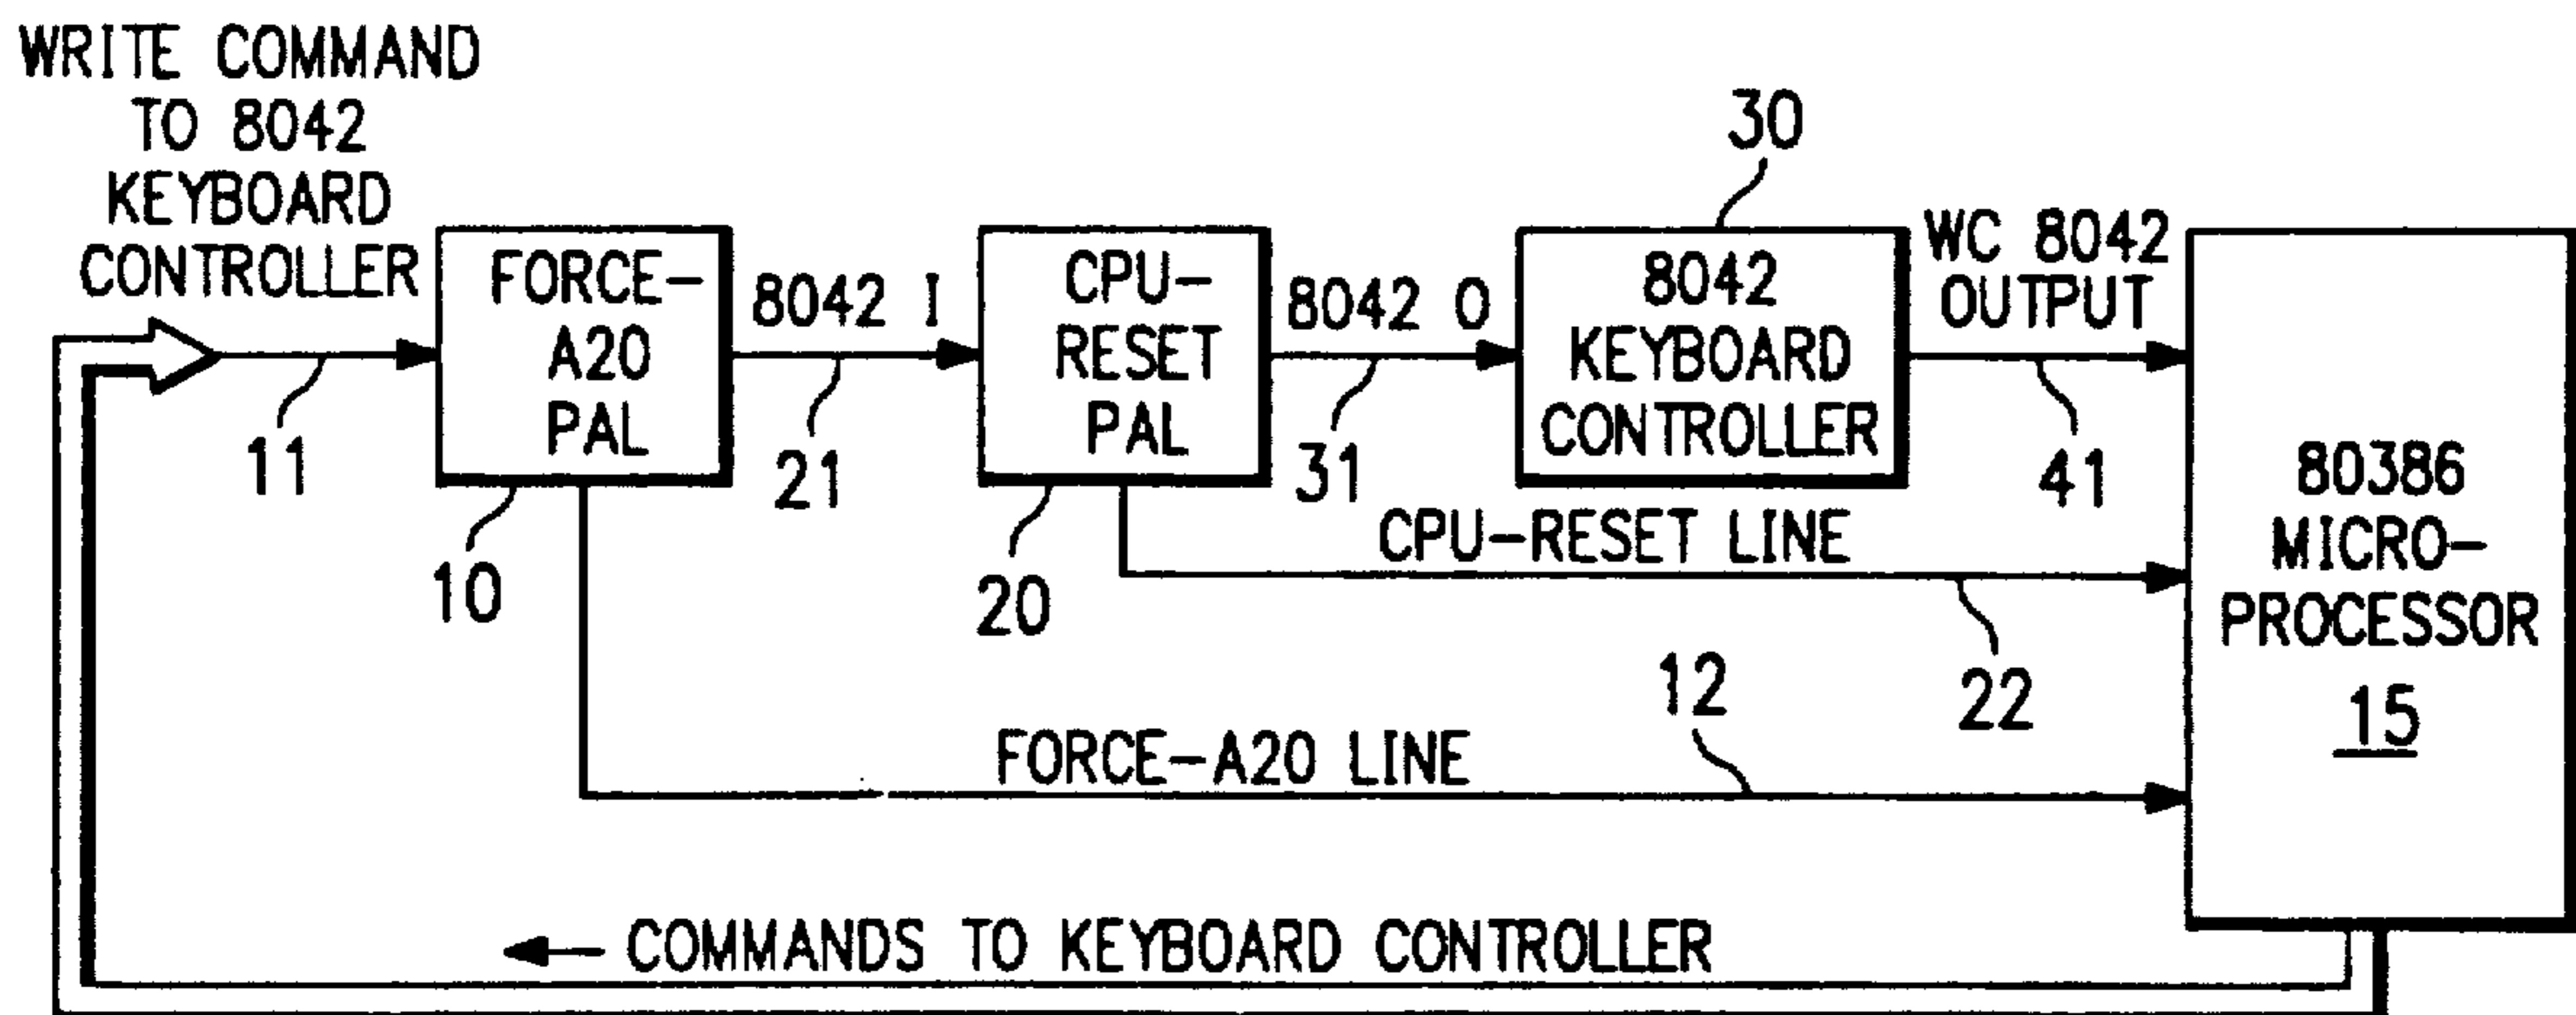 WRITE COMMAND
TO 8042
KEYBOARD
CONTROLLER
11
FORCE-
A20
PAL
10
8042 I
21
CPU-
RESET
PAL
20
8042 O
31
30
8042
KEYBOARD
CONTROLLER
WC 8042
OUTPUT
41
80386
MICRO-
PROCESSOR
15
CPU-RESET LINE
22
FORCE-A20 LINE
12
COMMANDS TO KEYBOARD CONTROLLER